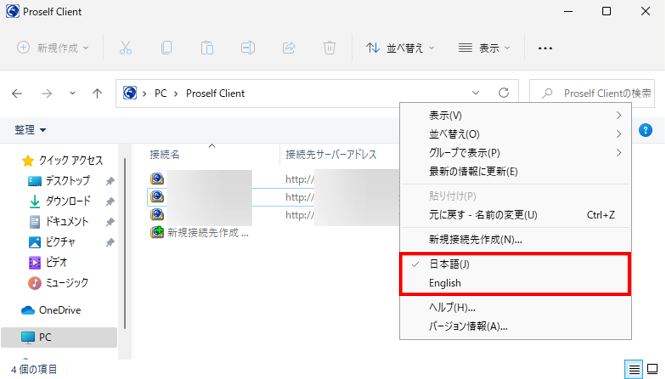 Proself Client
新規作成
並べ替え
表示
PC > Proself Client
Proself Clientの検索
整理
クイック アクセス
デスクトップ
ダウンロード
ドキュメント
ピクチャ
ビデオ
ミュージック
OneDrive
PC
接続名
接続先サーバーアドレス
http://
http://
http://
新規接続先作成 ...
表示(V)
並べ替え(O)
グループで表示(P)
最新の情報に更新(E)
貼り付け(P)
元に戻す - 名前の変更(U) Ctrl+Z
新規接続先作成(N)...
日本語(J)
English
ヘルプ(H)...
バージョン情報(A)...
4 個の項目